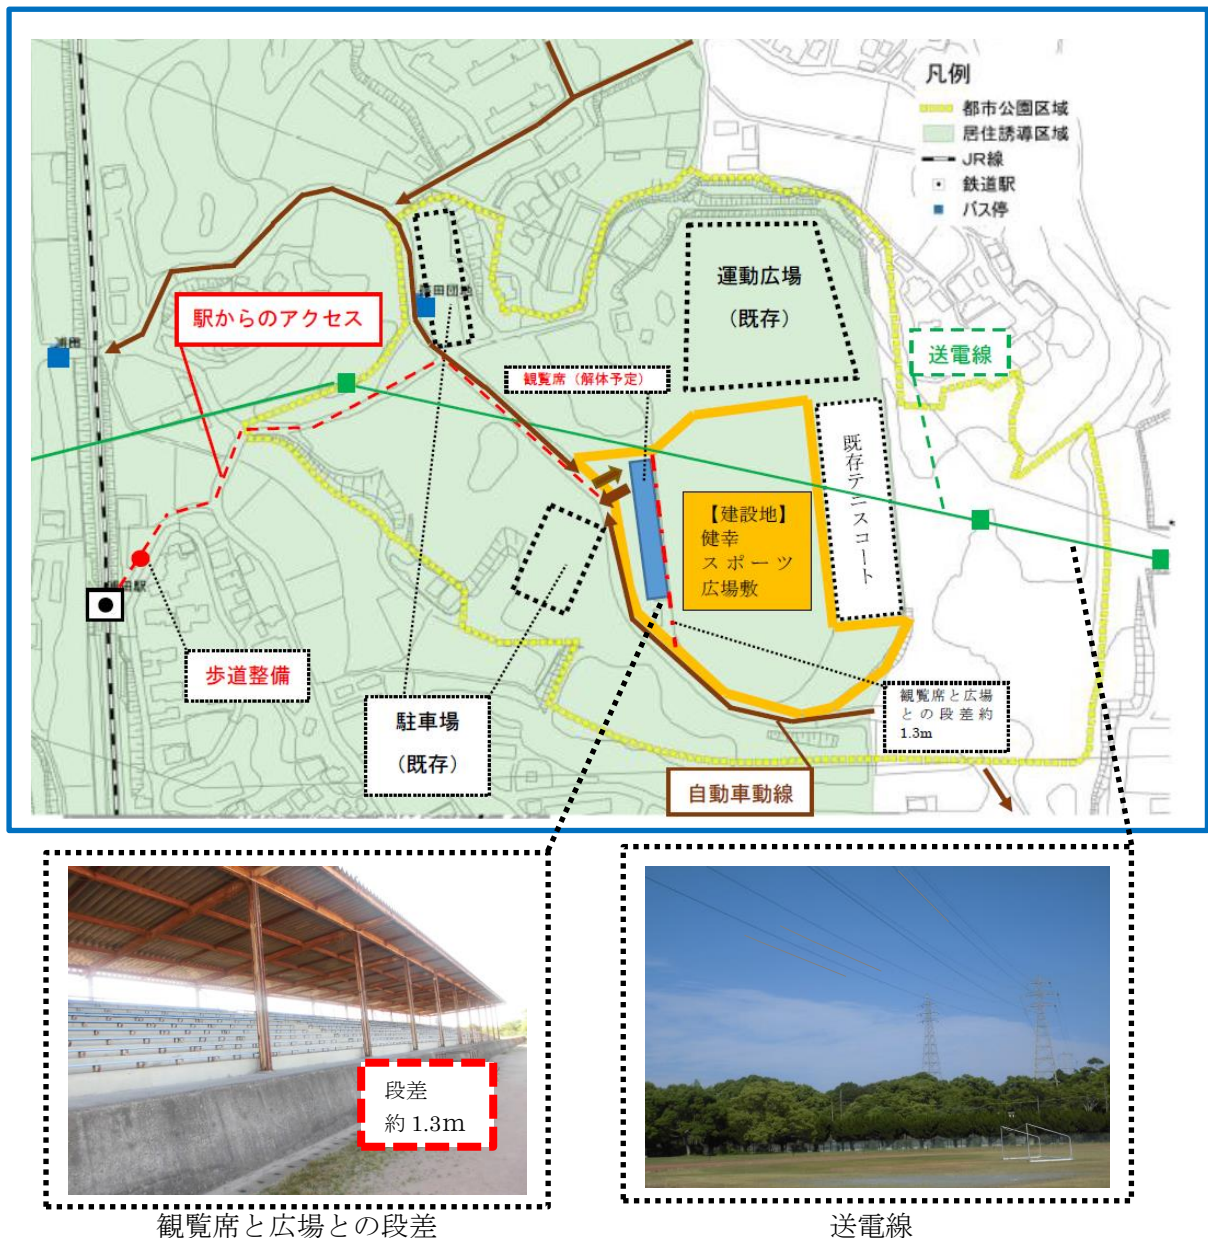 凡例
都市公園区域
居住誘導区域
JR線
鉄道駅
バス停
運動広場
(既存)
駅からのアクセス
田団
送電線
観覧席（解体予定）
既存テニスコート
【建設地】
健幸
スポーツ
広場敷
田駅
歩道整備
駐車場
(既存)
観覧席と広場
との段差約
1.3m
自動車動線
段差
約 1.3m
観覧席と広場との段差
送電線